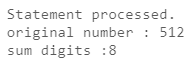 Statement processed.
original number : 512
sum digits :8